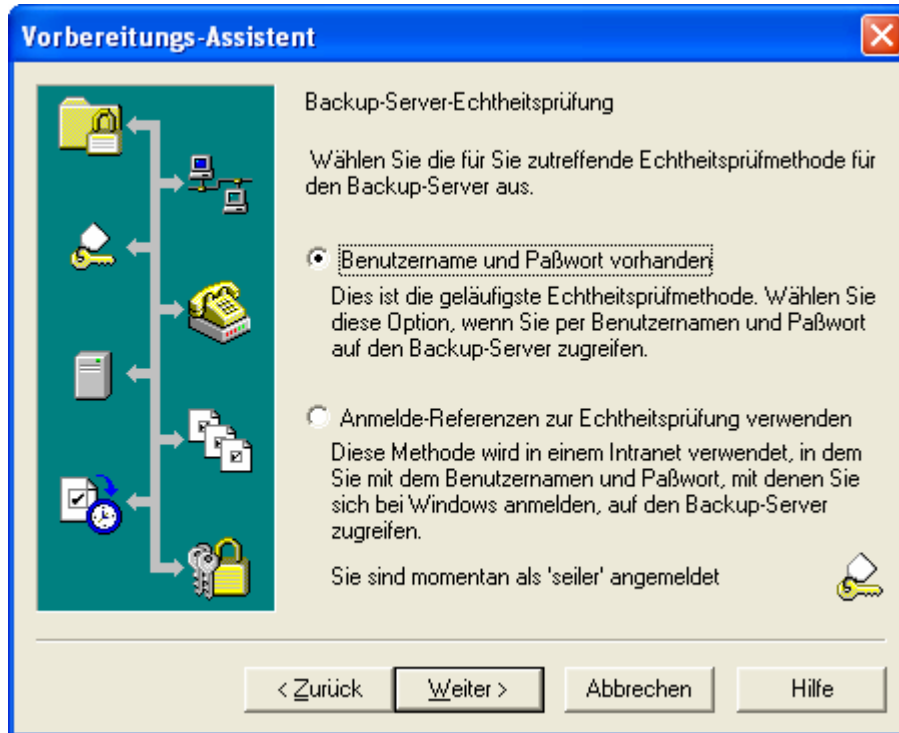 Vorbereitungs-Assistent
Backup-Server-Echtheitsprüfung
Wählen Sie die für Sie zutreffende Echtheitsprüfmethode für
den Backup-Server aus.
Benutzername und Paßwort vorhanden
Dies ist die geläufigste Echtheitsprüfmethode. Wählen Sie
diese Option, wenn Sie per Benutzernamen und Paßwort
auf den Backup-Server zugreifen.
Anmelde-Referenzen zur Echtheitsprüfung verwenden
Diese Methode wird in einem Intranet verwendet, in dem
Sie mit dem Benutzernamen und Paßwort, mit denen Sie
sich bei Windows anmelden, auf den Backup-Server
zugreifen.
Sie sind momentan als 'seiler' angemeldet
< Zurück Weiter > Abbrechen Hilfe